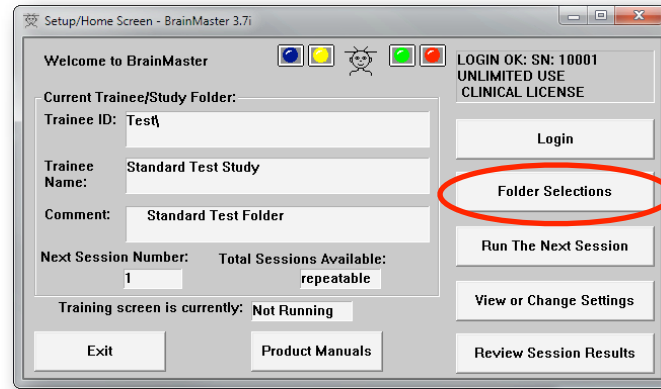 Setup/Home Screen - BrainMaster 3.7i
Welcome to BrainMaster
LOGIN OK: SN: 10001
UNLIMITED USE
CLINICAL LICENSE
Current Trainee/Study Folder:
Trainee ID: Test\
Trainee Name: Standard Test Study
Comment: Standard Test Folder
Next Session Number: 1
Total Sessions Available: repeatable
Training screen is currently: Not Running
Exit
Product Manuals
Login
Folder Selections
Run The Next Session
View or Change Settings
Review Session Results